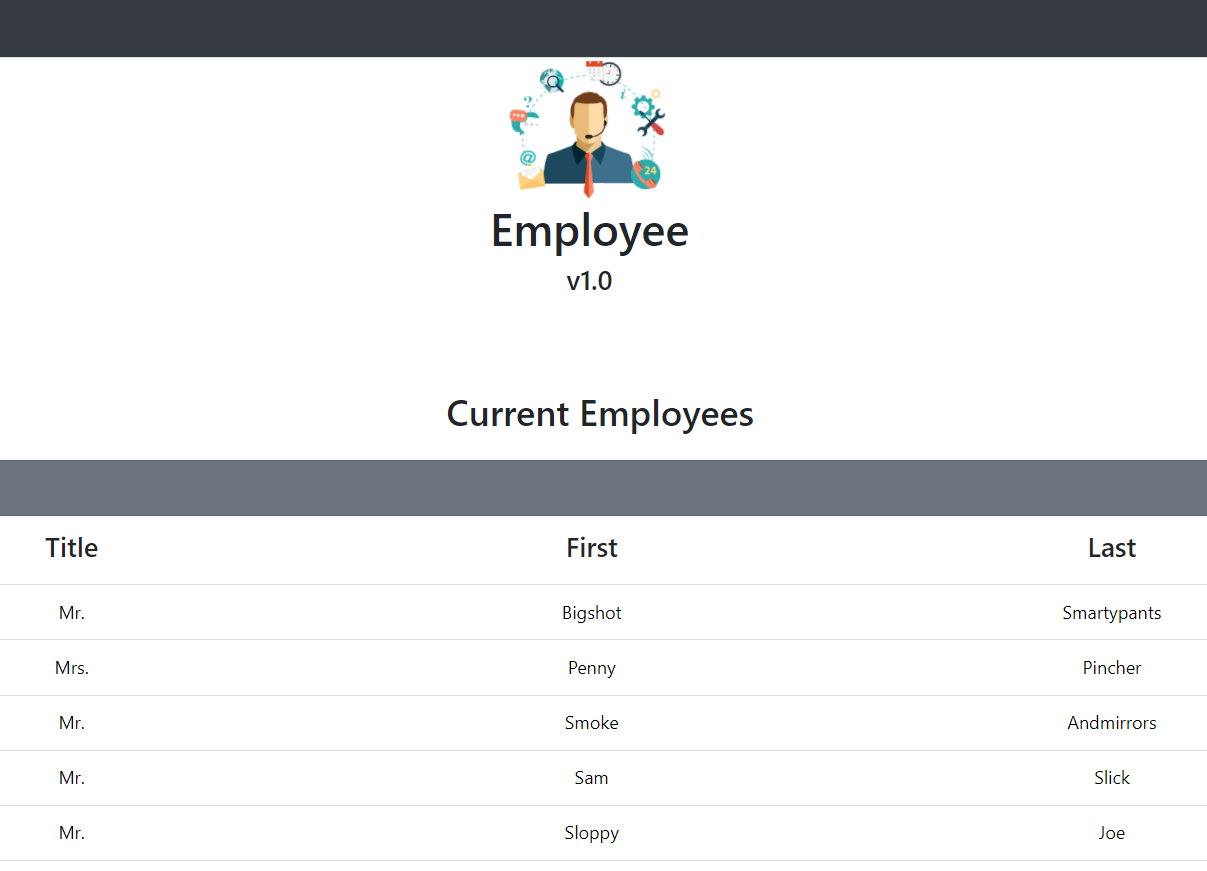 ?
i
@
24
Employee
v1.0
Current Employees
Title First Last
Mr. Bigshot Smartypants
Mrs. Penny Pincher
Mr. Smoke Andmirrors
Mr. Sam Slick
Mr. Sloppy Joe